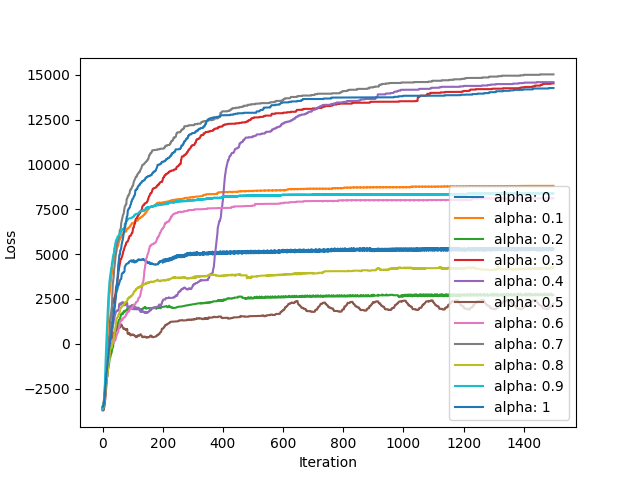 15000
12500
10000
7500
5000
2500
0
−2500
Loss
0
200
400
600
800
1000
1200
1400
Iteration
alpha: 0
alpha: 0.1
alpha: 0.2
alpha: 0.3
alpha: 0.4
alpha: 0.5
alpha: 0.6
alpha: 0.7
alpha: 0.8
alpha: 0.9
alpha: 1